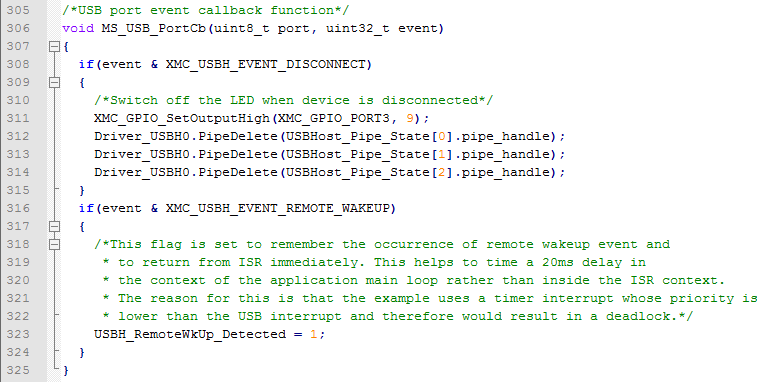 305 /*USB port event callback function*/
306 void MS_USB_PortCb(uint8_t port, uint32_t event)
307 {
308 if(event & XMC_USBH_EVENT_DISCONNECT)
309 {
310 /*Switch off the LED when device is disconnected*/
311 XMC_GPIO_SetOutputHigh(XMC_GPIO_PORT3, 9);
312 Driver_USBH0.PipeDelete(USBHost_Pipe_State[0].pipe_handle);
313 Driver_USBH0.PipeDelete(USBHost_Pipe_State[1].pipe_handle);
314 Driver_USBH0.PipeDelete(USBHost_Pipe_State[2].pipe_handle);
315 }
316 if(event & XMC_USBH_EVENT_REMOTE_WAKEUP)
317 {
318 /*This flag is set to remember the occurrence of remote wakeup event and
319 * to return from ISR immediately. This helps to time a 20ms delay in
320 * the context of the application main loop rather than inside the ISR context.
321 * The reason for this is that the example uses a timer interrupt whose priority is
322 * lower than the USB interrupt and therefore would result in a deadlock.*/
323 USBH_RemoteWkUp_Detected = 1;
324 }
325 }